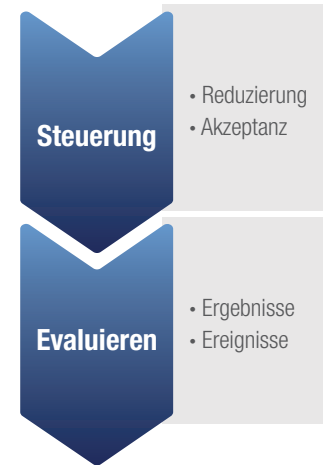 Steuerung
• Reduzierung
• Akzeptanz
Evaluieren
• Ergebnisse
• Ereignisse